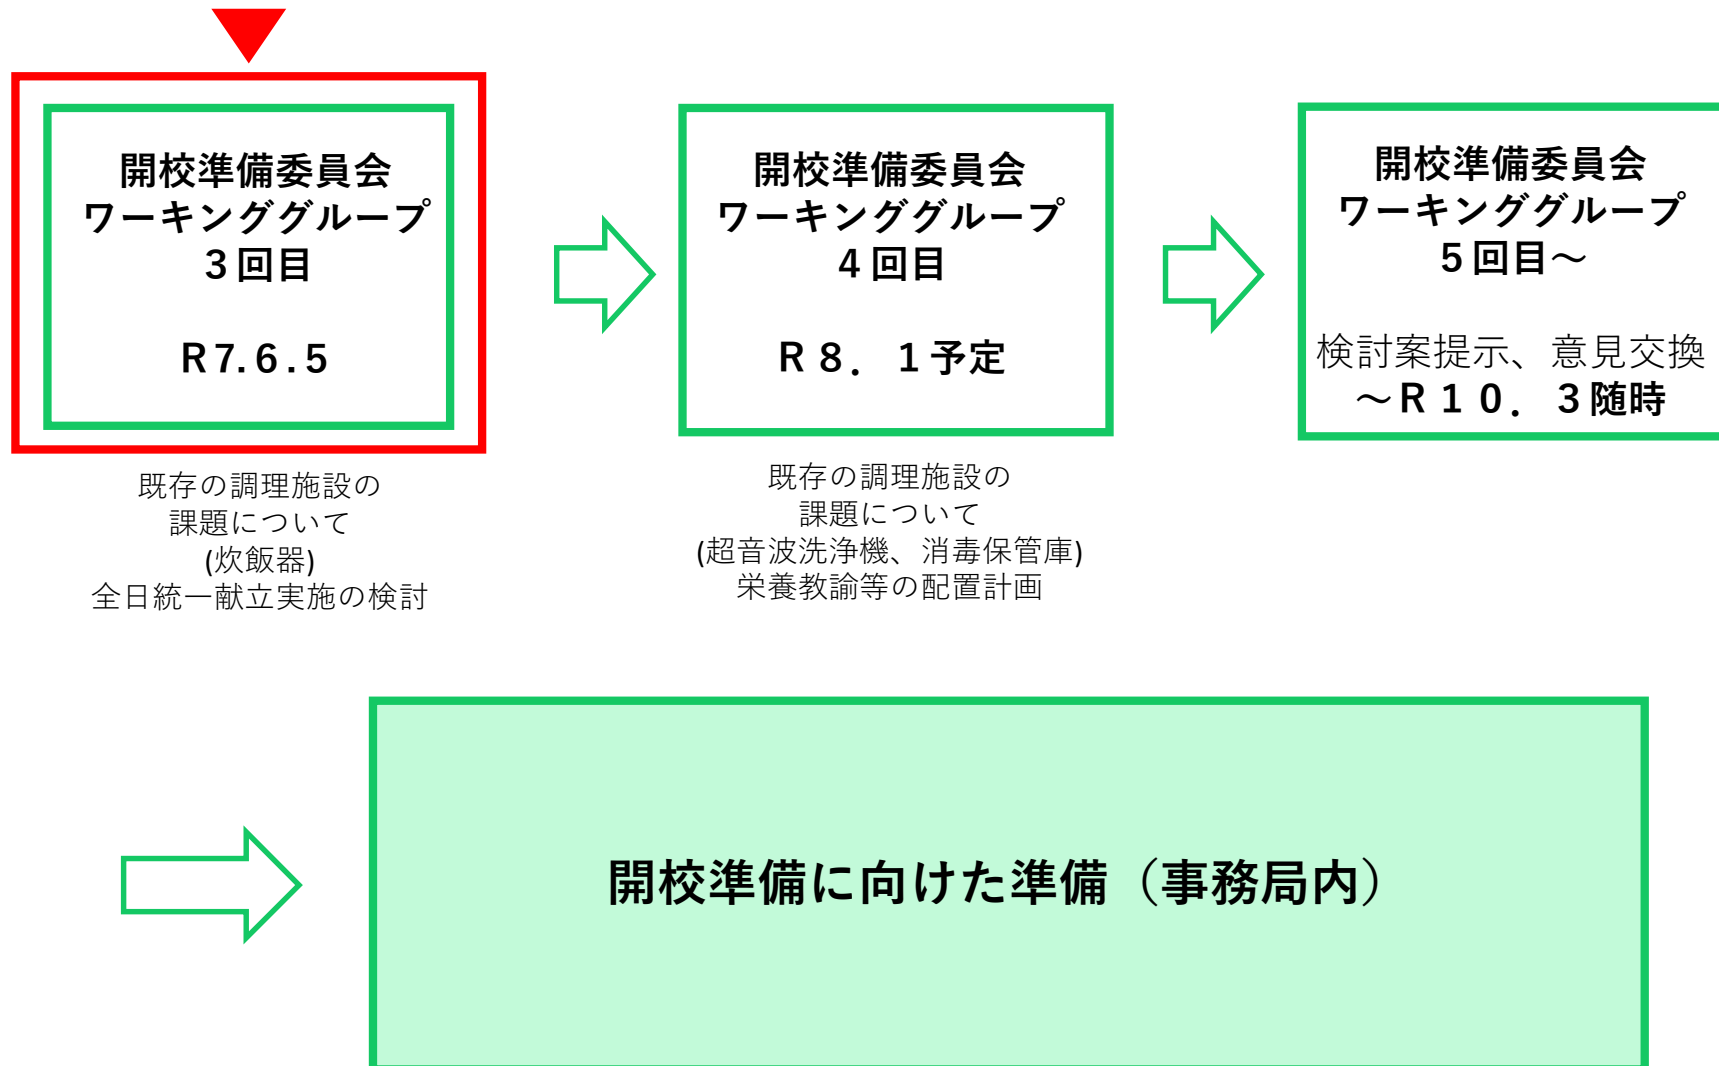 開校準備委員会
ワーキンググループ
３回目
R7.6.5
既存の調理施設の
課題について
(炊飯器)
全日統一献立実施の検討
開校準備委員会
ワーキンググループ
４回目
R８．１予定
既存の調理施設の
課題について
(超音波洗浄機、消毒保管庫)
栄養教諭等の配置計画
開校準備委員会
ワーキンググループ
５回目～
検討案提示、意見交換
～R１０．３随時
開校準備に向けた準備（事務局内）